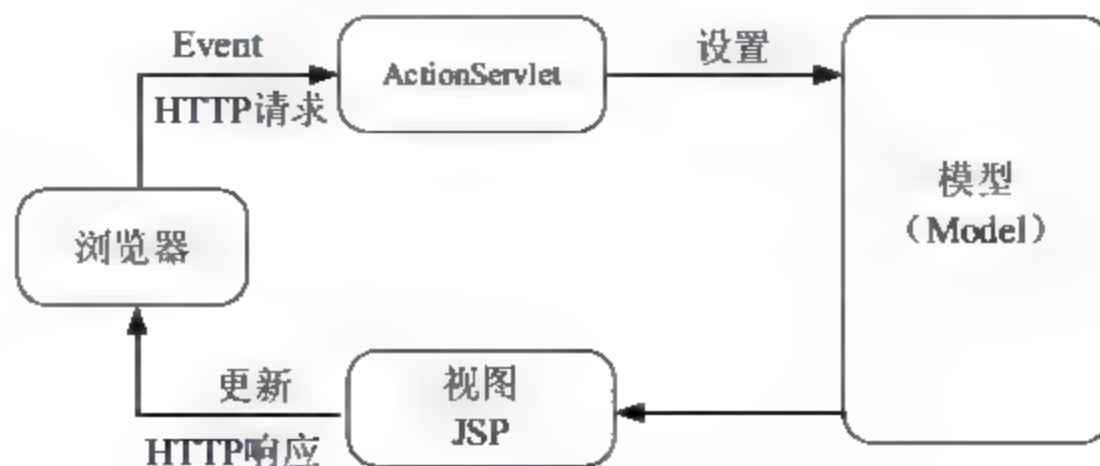 Event
HTTP请求
ActionServlet
设置
模型
（Model）
浏览器
更新
HTTP响应
视图
JSP